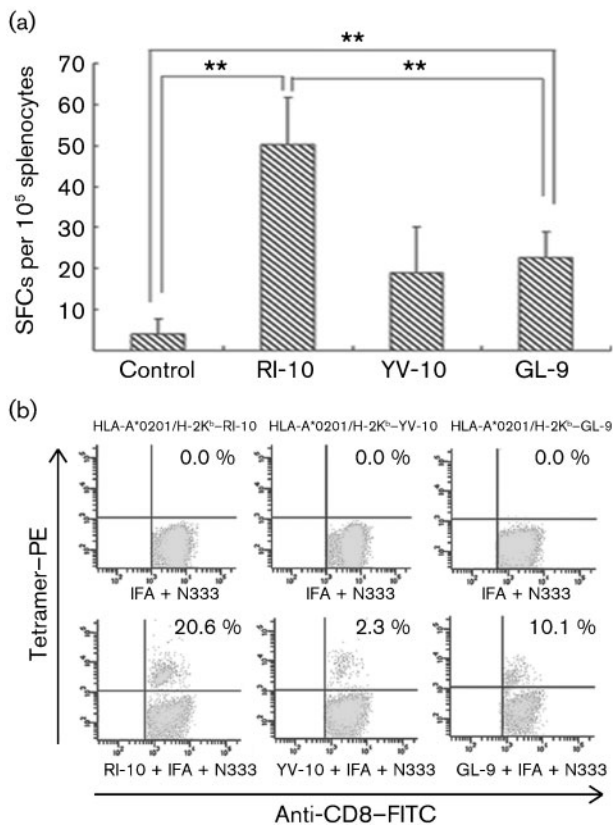 (a)
**
**
**
70
60
50
40
30
20
10
SFCs per 10⁵ splenocytes
Control RI-10 YV-10 GL-9
(b)
HLA-A*0201/H-2Kᵇ–RI-10 HLA-A*0201/H-2Kᵇ–YV-10 HLA-A*0201/H-2Kᵇ–GL-9
0.0 % 0.0 % 0.0 %
IFA + N333 IFA + N333 IFA + N333
Tetramer–PE
20.6 % 2.3 % 10.1 %
RI-10 + IFA + N333 YV-10 + IFA + N333 GL-9 + IFA + N333
Anti-CD8–FITC